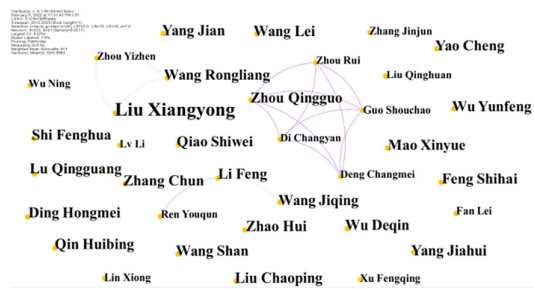 Yang Jian
Wang Lei
Zhang Jinjun
Yao Cheng
Zhou Yizhen
Zhou Rui
Wu Ning
Wang Rongliang
Liu Qinghuan
Liu Xiangyong
Zhou Qingguo
Guo Shouchao
Wu Yunfeng
Shi Fenghua
Lv Li
Qiao Shiwei
Di Changyan
Mao Xinyue
Lu Qingguang
Zhang Chun
Li Feng
Deng Changmei
Feng Shihai
Ding Hongmei
Ren Youqun
Wang Jiqing
Fan Lei
Zhao Hui
Wu Deqin
Qin Huibing
Wang Shan
Yang Jiahui
Lin Xiong
Liu Chaoping
Xu Fengqing